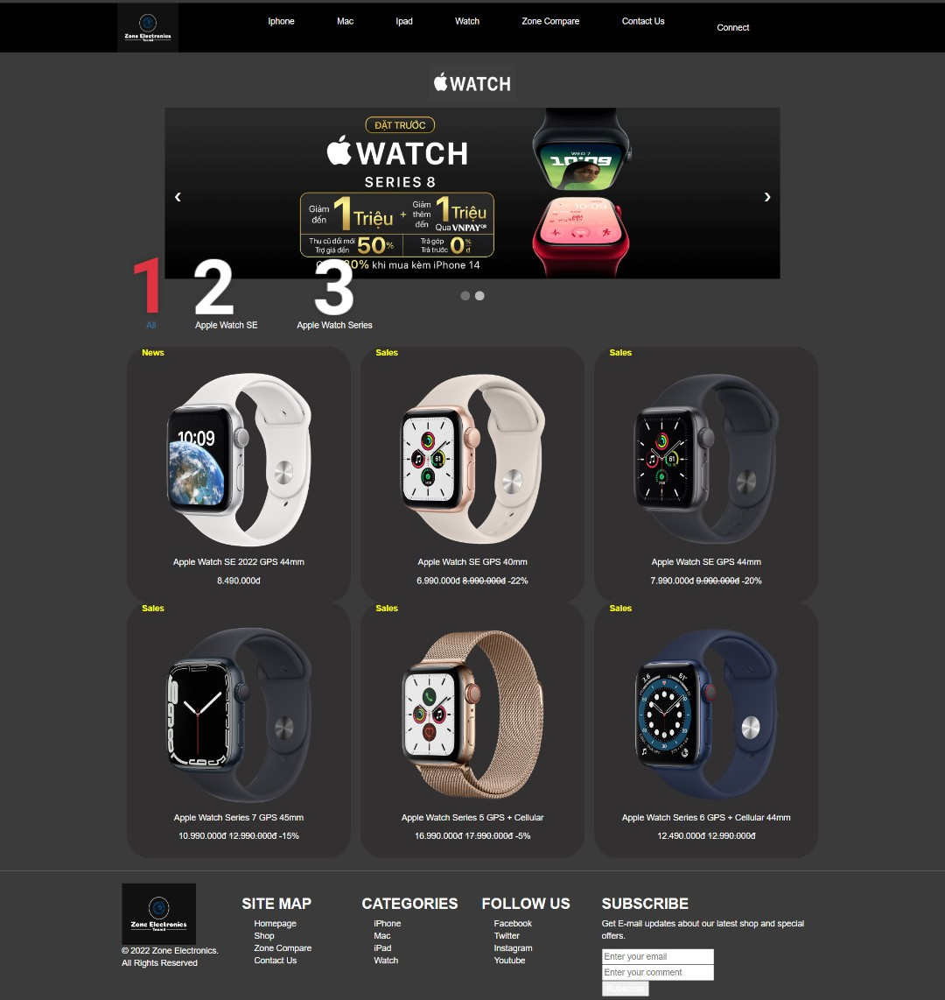 Zone Electronics
Team3
Iphone
Mac
Ipad
Watch
Zone Compare
Contact Us
Connect
WATCH
ĐẶT TRƯỚC
WATCH
SERIES 8
Giảm đến 1 Triệu + Giảm thêm đến 1 Triệu
Qua VNPAYQR
Thu cũ đổi mới
Trợ giá đến 50%
Trả góp
Trả trước 0%
đ
khi mua kèm iPhone 14
WED 7
10:09
‹
›
1
2
3
All
Apple Watch SE
Apple Watch Series
News
Sales
Sales
10:09
61
61
Apple Watch SE 2022 GPS 44mm
Apple Watch SE GPS 40mm
Apple Watch SE GPS 44mm
8.490.000đ
6.990.000đ 8.990.000đ -22%
7.990.000đ 9.990.000đ -20%
Sales
Sales
Sales
Apple Watch Series 7 GPS 45mm
Apple Watch Series 5 GPS + Cellular
Apple Watch Series 6 GPS + Cellular 44mm
10.990.000đ 12.990.000đ -15%
16.990.000đ 17.990.000đ -5%
12.490.000đ 12.990.000đ
Zone Electronics
Team3
© 2022 Zone Electronics.
All Rights Reserved
SITE MAP
Homepage
Shop
Zone Compare
Contact Us
CATEGORIES
iPhone
Mac
iPad
Watch
FOLLOW US
Facebook
Twitter
Instagram
Youtube
SUBSCRIBE
Get E-mail updates about our latest shop and special
offers.
Enter your email
Enter your comment
Subscribe